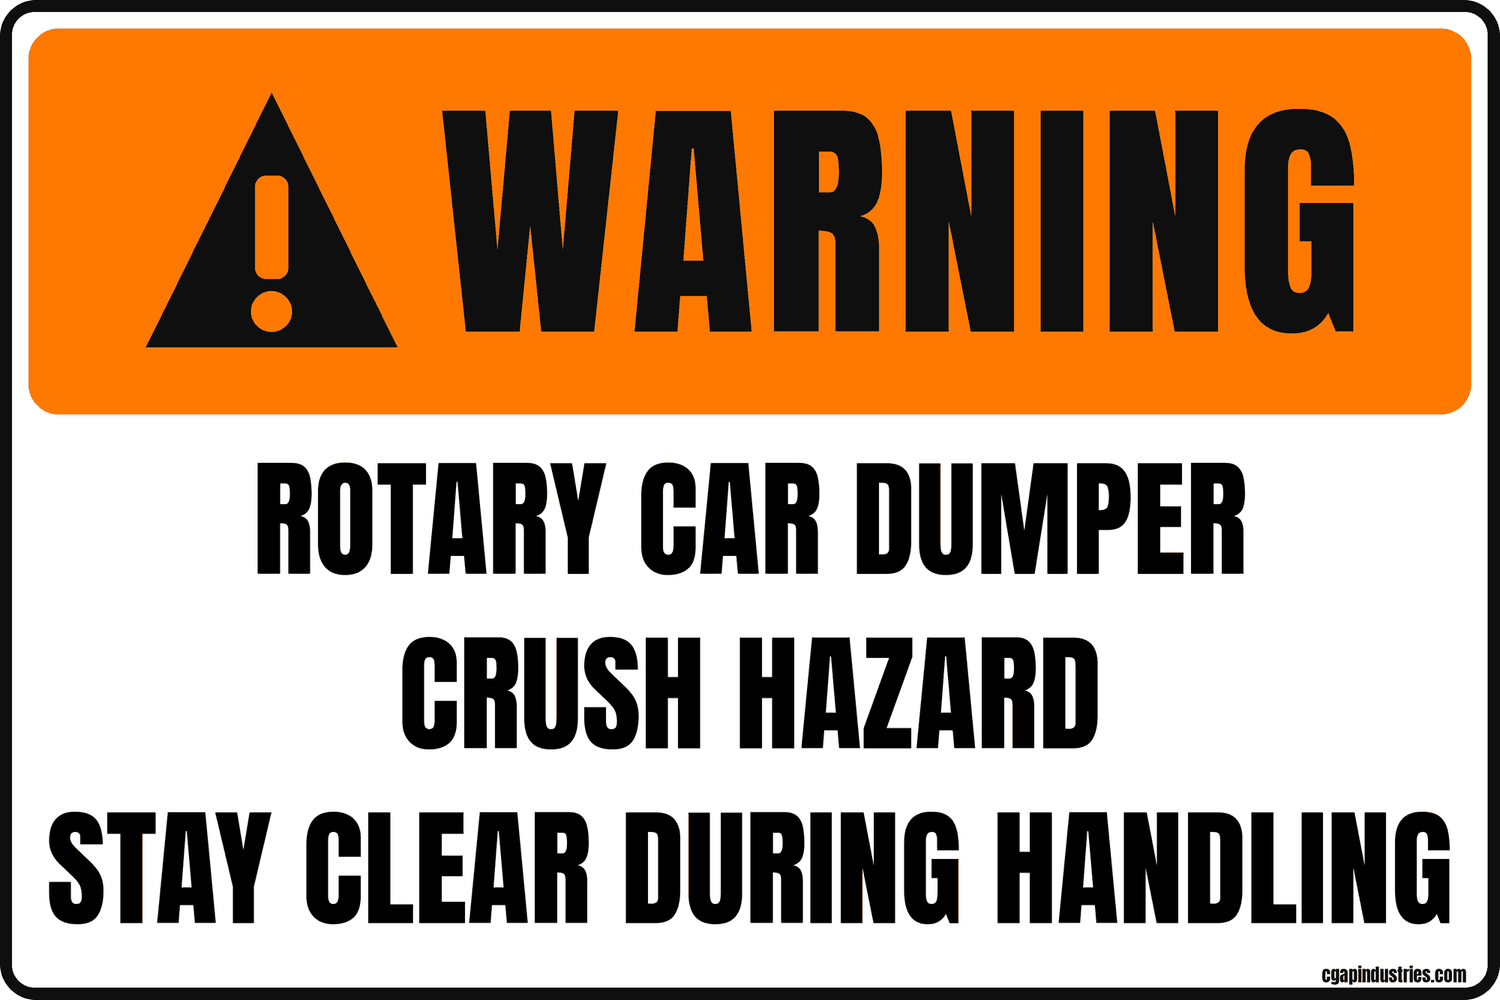 WARNING
ROTARY CAR DUMPER
CRUSH HAZARD
STAY CLEAR DURING HANDLING
cgapindustries.com